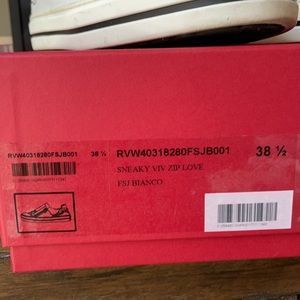 RVW40318280FSJB001 38 ½
RVW40318280FSJB001 38 ½
SNEAKY VIV ZIP LOVE
FSJ BIANCO